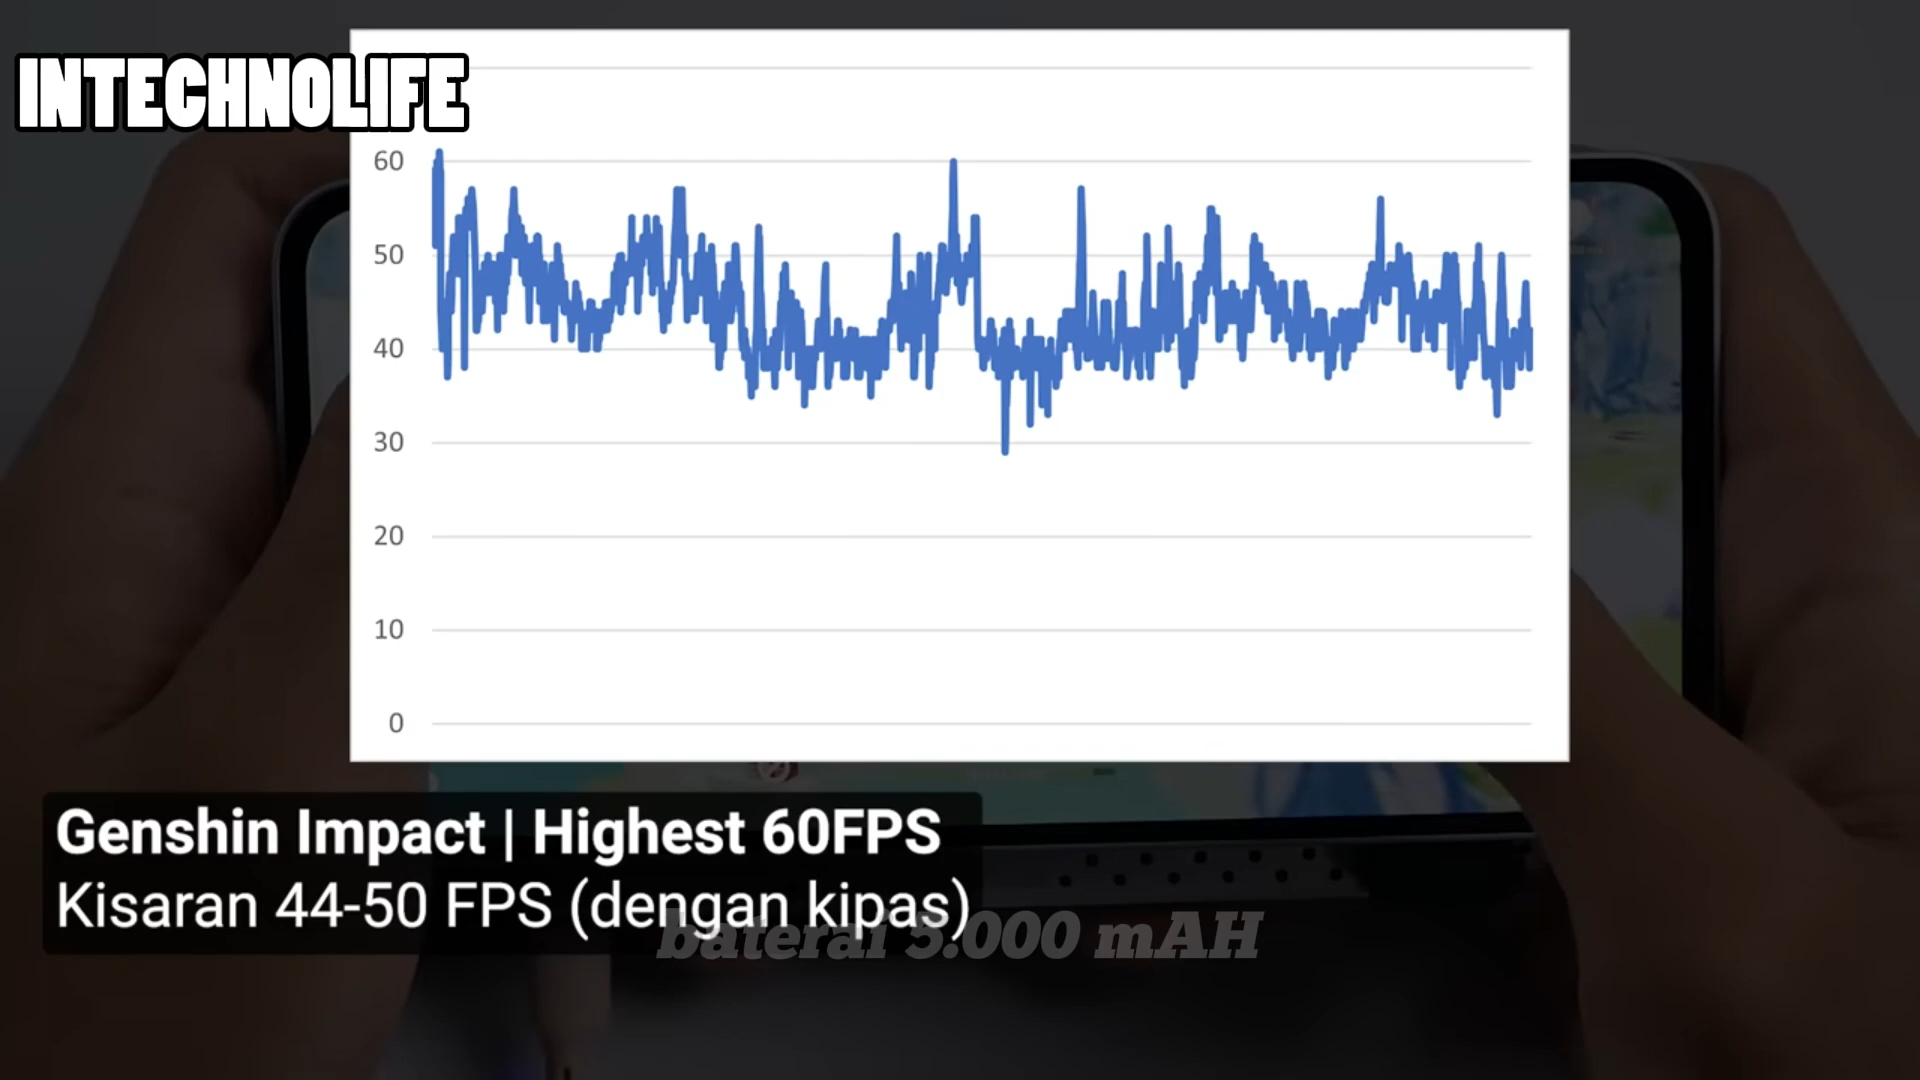 INTECHNOLIFE
60
50
40
30
20
10
0
Genshin Impact | Highest 60FPS
Kisaran 44-50 FPS (dengan kipas)
baterai 5.000 mAH